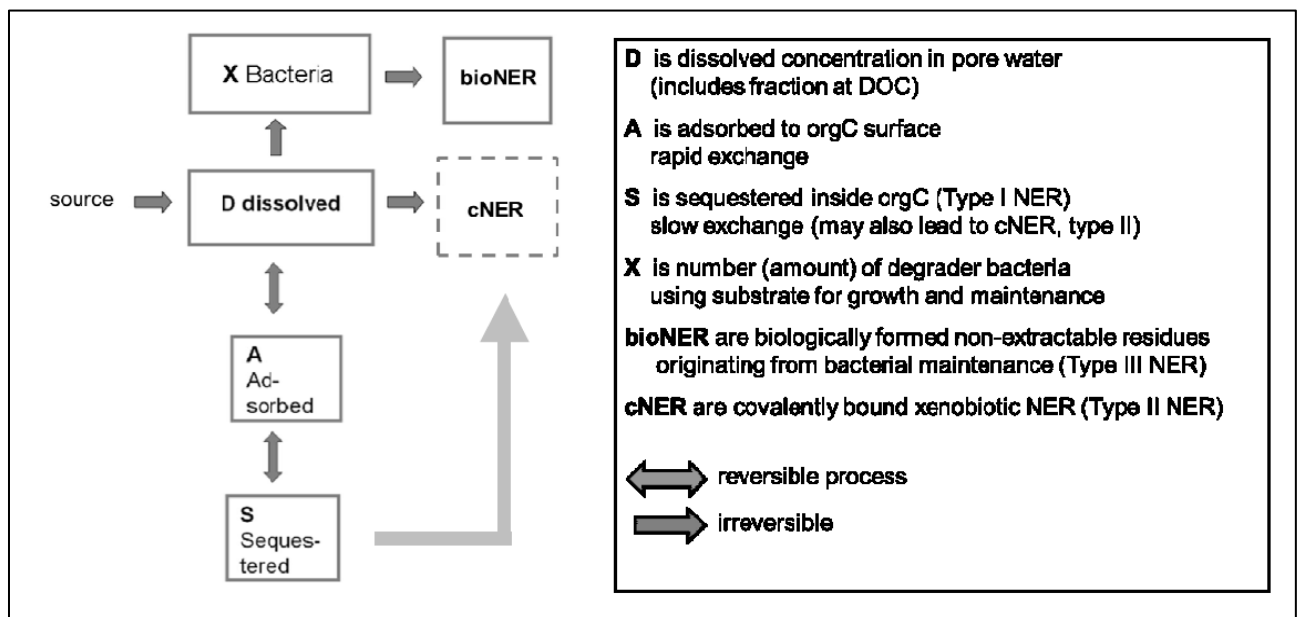 X Bacteria
bioNER
source
D dissolved
cNER
A
Ad-
sorbed
S
Seques-
tered
D is dissolved concentration in pore water
(includes fraction at DOC)
A is adsorbed to orgC surface
rapid exchange
S is sequestered inside orgC (Type I NER)
slow exchange (may also lead to cNER, type II)
X is number (amount) of degrader bacteria
using substrate for growth and maintenance
bioNER are biologically formed non-extractable residues
originating from bacterial maintenance (Type III NER)
cNER are covalently bound xenobiotic NER (Type II NER)
reversible process
irreversible